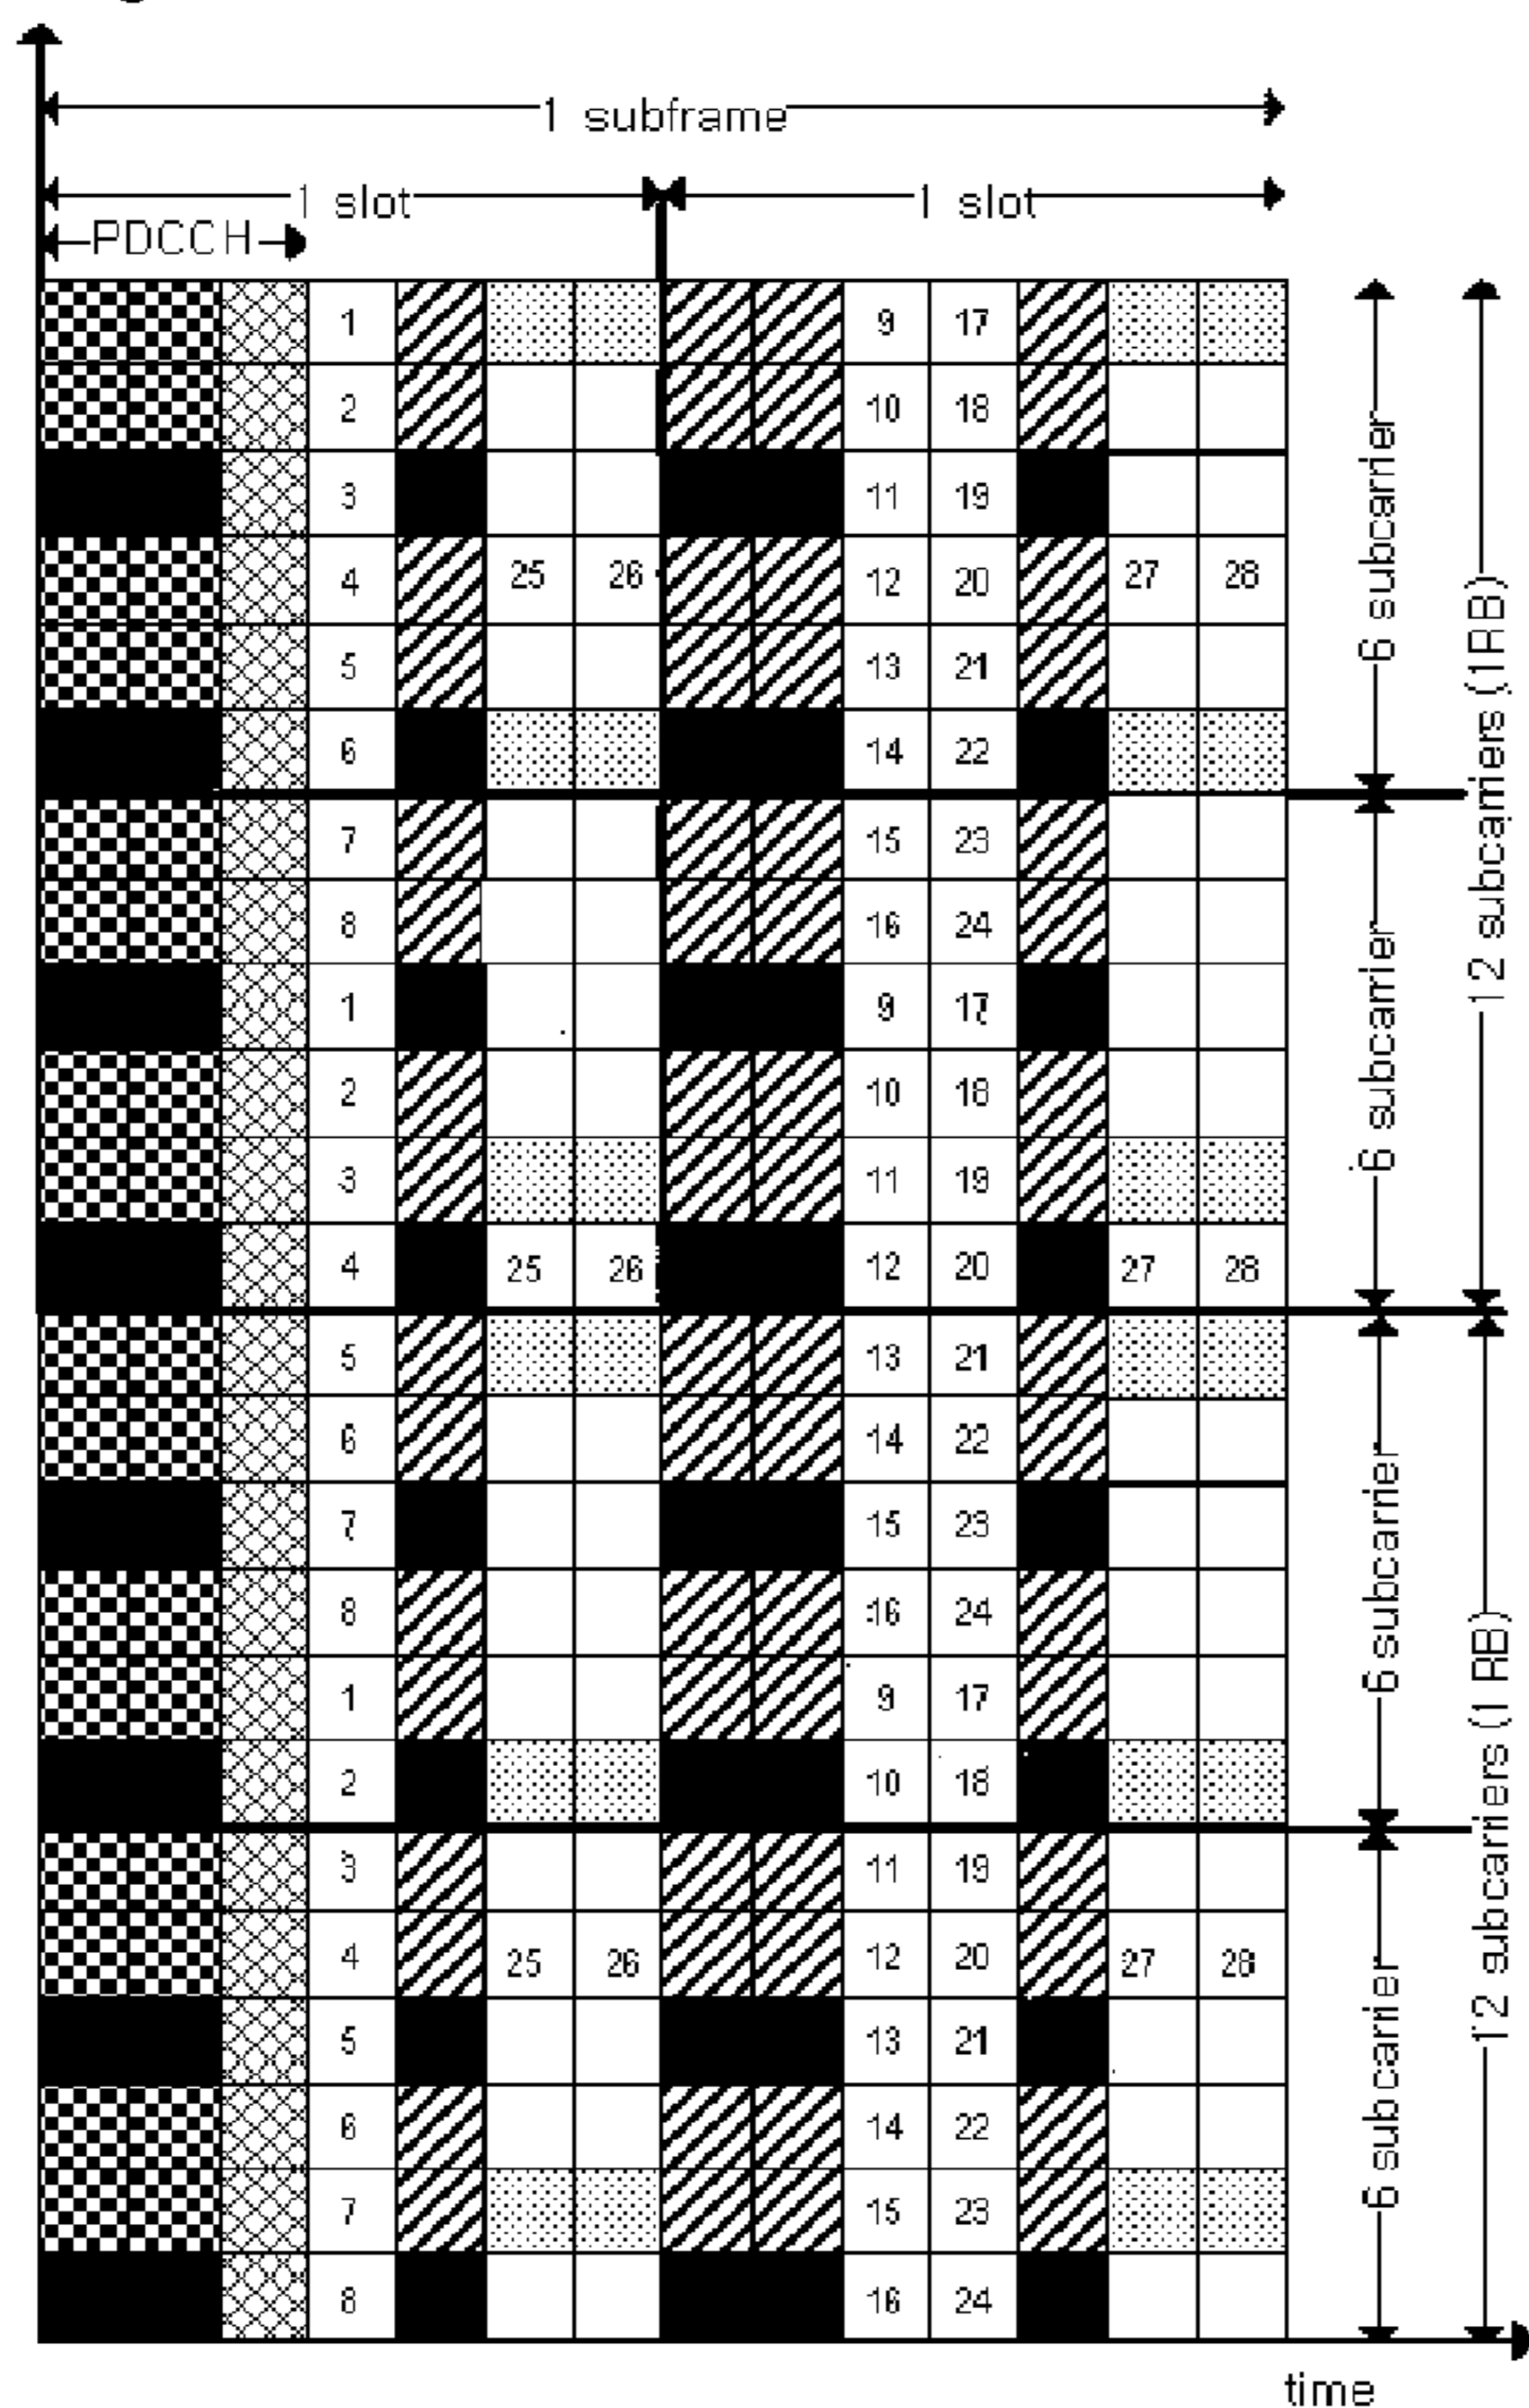 1 subframe
1 slot 1 slot
PDCCH
1 9 17
2 10 18
3 11 19
4 25 26 12 20 27 28
5 13 21
6 14 22
7 15 23
8 16 24
1 9 17
2 10 18
3 11 19
4 25 26 12 20 27 28
5 13 21
6 14 22
7 15 23
8 16 24
1 9 17
2 10 18
3 11 19
4 25 26 12 20 27 28
5 13 21
6 14 22
7 15 23
8 16 24
6 subcarrier
6 subcarrier
6 subcarrier
6 subcarrier
12 subcarriers (1RB)
12 subcarriers (1 RB)
time